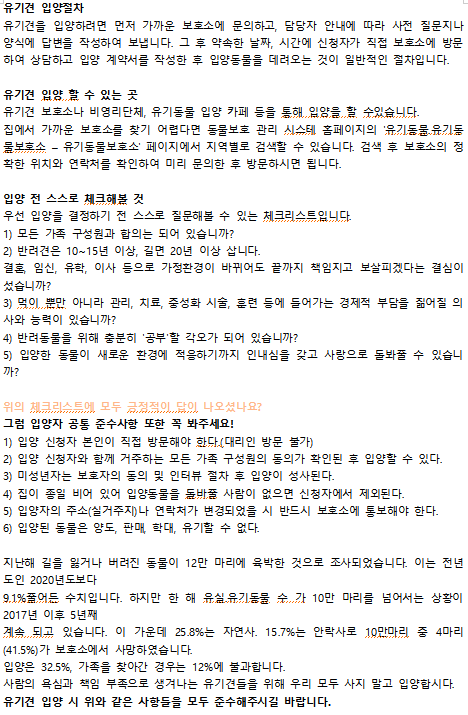 유기견 입양절차
유기견을 입양하려면 먼저 가까운 보호소에 문의하고, 담당자 안내에 따라 사전 질문지나
양식에 답변을 작성하여 보냅니다. 그 후 약속한 날짜, 시간에 신청자가 직접 보호소에 방문
하여 상담하고 입양 계약서를 작성한 후 입양동물을 데려오는 것이 일반적인 절차입니다.
유기견 입양 할 수 있는 곳
유기견 보호소나 비영리단체, 유기동물 입양 카페 등을 통해 입양을 할 수있습니다.
집에서 가까운 보호소를 찾기 어렵다면 동물보호 관리 시스템 홈페이지의 '유기동물.유기동
물보호소 – 유기동물보호소' 페이지에서 지역별로 검색할 수 있습니다. 검색 후 보호소의 정
확한 위치와 연락처를 확인하여 미리 문의한 후 방문하시면 됩니다.
입양 전 스스로 체크해볼 것
우선 입양을 결정하기 전 스스로 질문해볼 수 있는 체크리스트입니다.
1) 모든 가족 구성원과 합의는 되어 있습니까?
2) 반려견은 10~15년 이상, 길면 20년 이상 삽니다.
결혼, 임신, 유학, 이사 등으로 가정환경이 바뀌어도 끝까지 책임지고 보살피겠다는 결심이
섰습니까?
3) 먹이 뿐만 아니라 관리, 치료, 중성화 시술, 훈련 등에 들어가는 경제적 부담을 짊어질 의
사와 능력이 있습니까?
4) 반려동물을 위해 충분히 '공부'할 각오가 되어 있습니까?
5) 입양한 동물이 새로운 환경에 적응하기까지 인내심을 갖고 사랑으로 돌봐줄 수 있습니
까?
위의 체크리스트에 모두 긍정적이 답이 나오셨나요?
그럼 입양자 공통 준수사항 또한 꼭 봐주세요!
1) 입양 신청자 본인이 직접 방문해야 한다.(대리인 방문 불가)
2) 입양 신청자와 함께 거주하는 모든 가족 구성원의 동의가 확인된 후 입양할 수 있다.
3) 미성년자는 보호자의 동의 및 인터뷰 절차 후 입양이 성사된다.
4) 집이 종일 비어 있어 입양동물을 돌봐줄 사람이 없으면 신청자에서 제외된다.
5) 입양자의 주소(실거주지)나 연락처가 변경되었을 시 반드시 보호소에 통보해야 한다.
6) 입양된 동물은 양도, 판매, 학대, 유기할 수 없다.
지난해 길을 잃거나 버려진 동물이 12만 마리에 육박한 것으로 조사되었습니다. 이는 전년
도인 2020년도보다
9.1%줄어든 수치입니다. 하지만 한 해 유실.유기동물 수 가 10만 마리를 넘어서는 상황이
2017년 이후 5년째
계속 되고 있습니다. 이 가운데 25.8%는 자연사. 15.7%는 안락사로 10만마리 중 4마리
(41.5%)가 보호소에서 사망하였습니다.
입양은 32.5%, 가족을 찾아간 경우는 12%에 불과합니다.
사람의 욕심과 책임 부족으로 생겨나는 유기견들을 위해 우리 모두 사지 말고 입양합시다.
유기견 입양 시 위와 같은 사항들을 모두 준수해주시길 바랍니다.